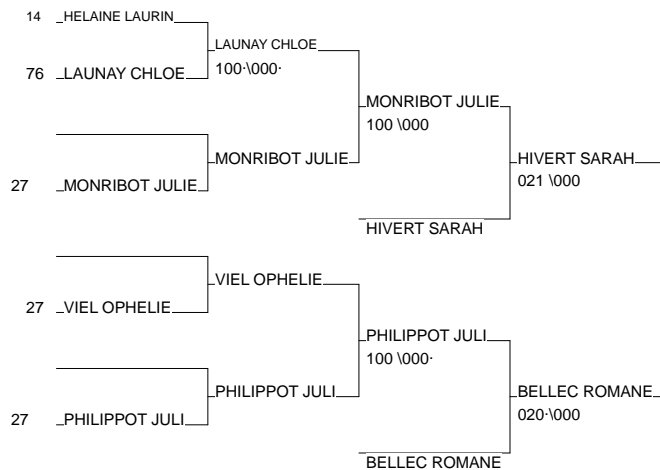 14 HELAINE LAURIN
LAUNAY CHLOE
76 LAUNAY CHLOE
100·\000·
MONRIBOT JULIE
100 \000
MONRIBOT JULIE
HIVERT SARAH
021 \000
27 MONRIBOT JULIE
HIVERT SARAH
VIEL OPHELIE
27 VIEL OPHELIE
PHILIPPOT JULI
100 \000·
PHILIPPOT JULI
BELLEC ROMANE
020·\000
27 PHILIPPOT JULI
BELLEC ROMANE